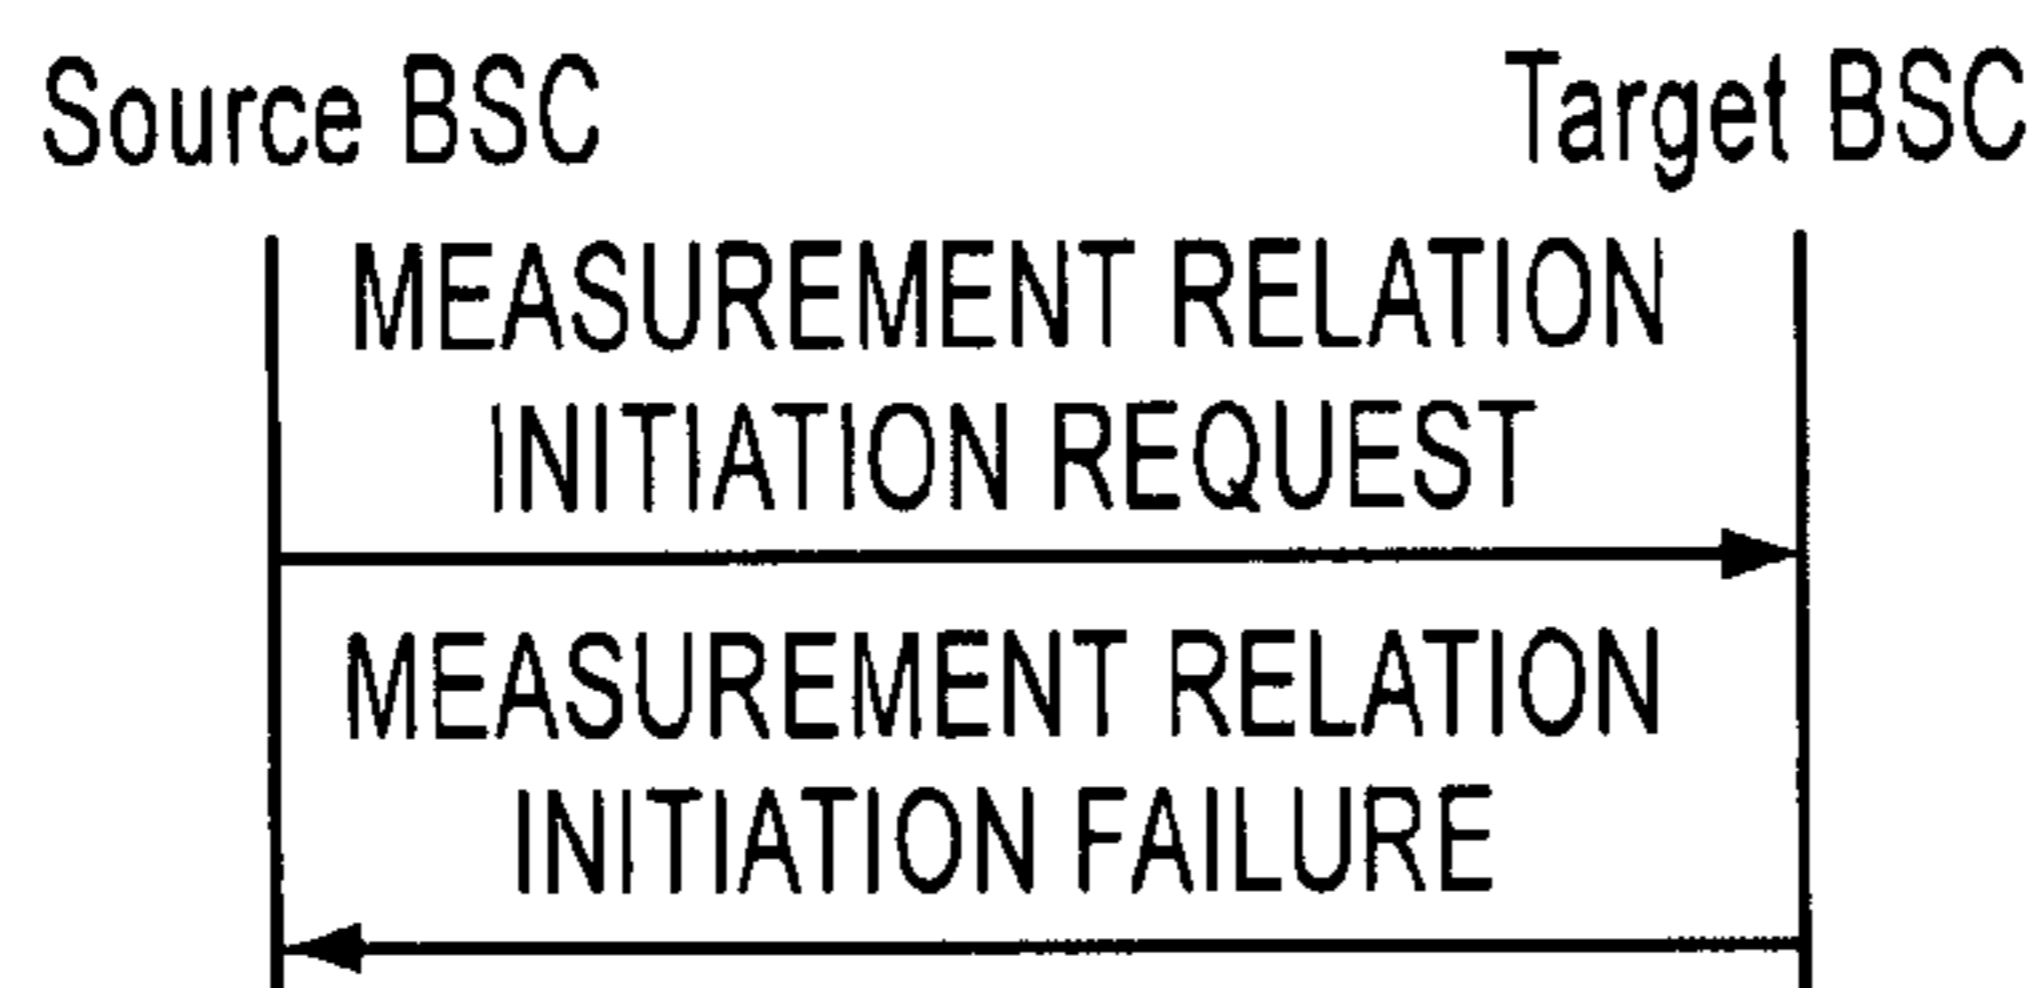 Source BSC Target BSC
MEASUREMENT RELATION
INITIATION REQUEST
MEASUREMENT RELATION
INITIATION FAILURE